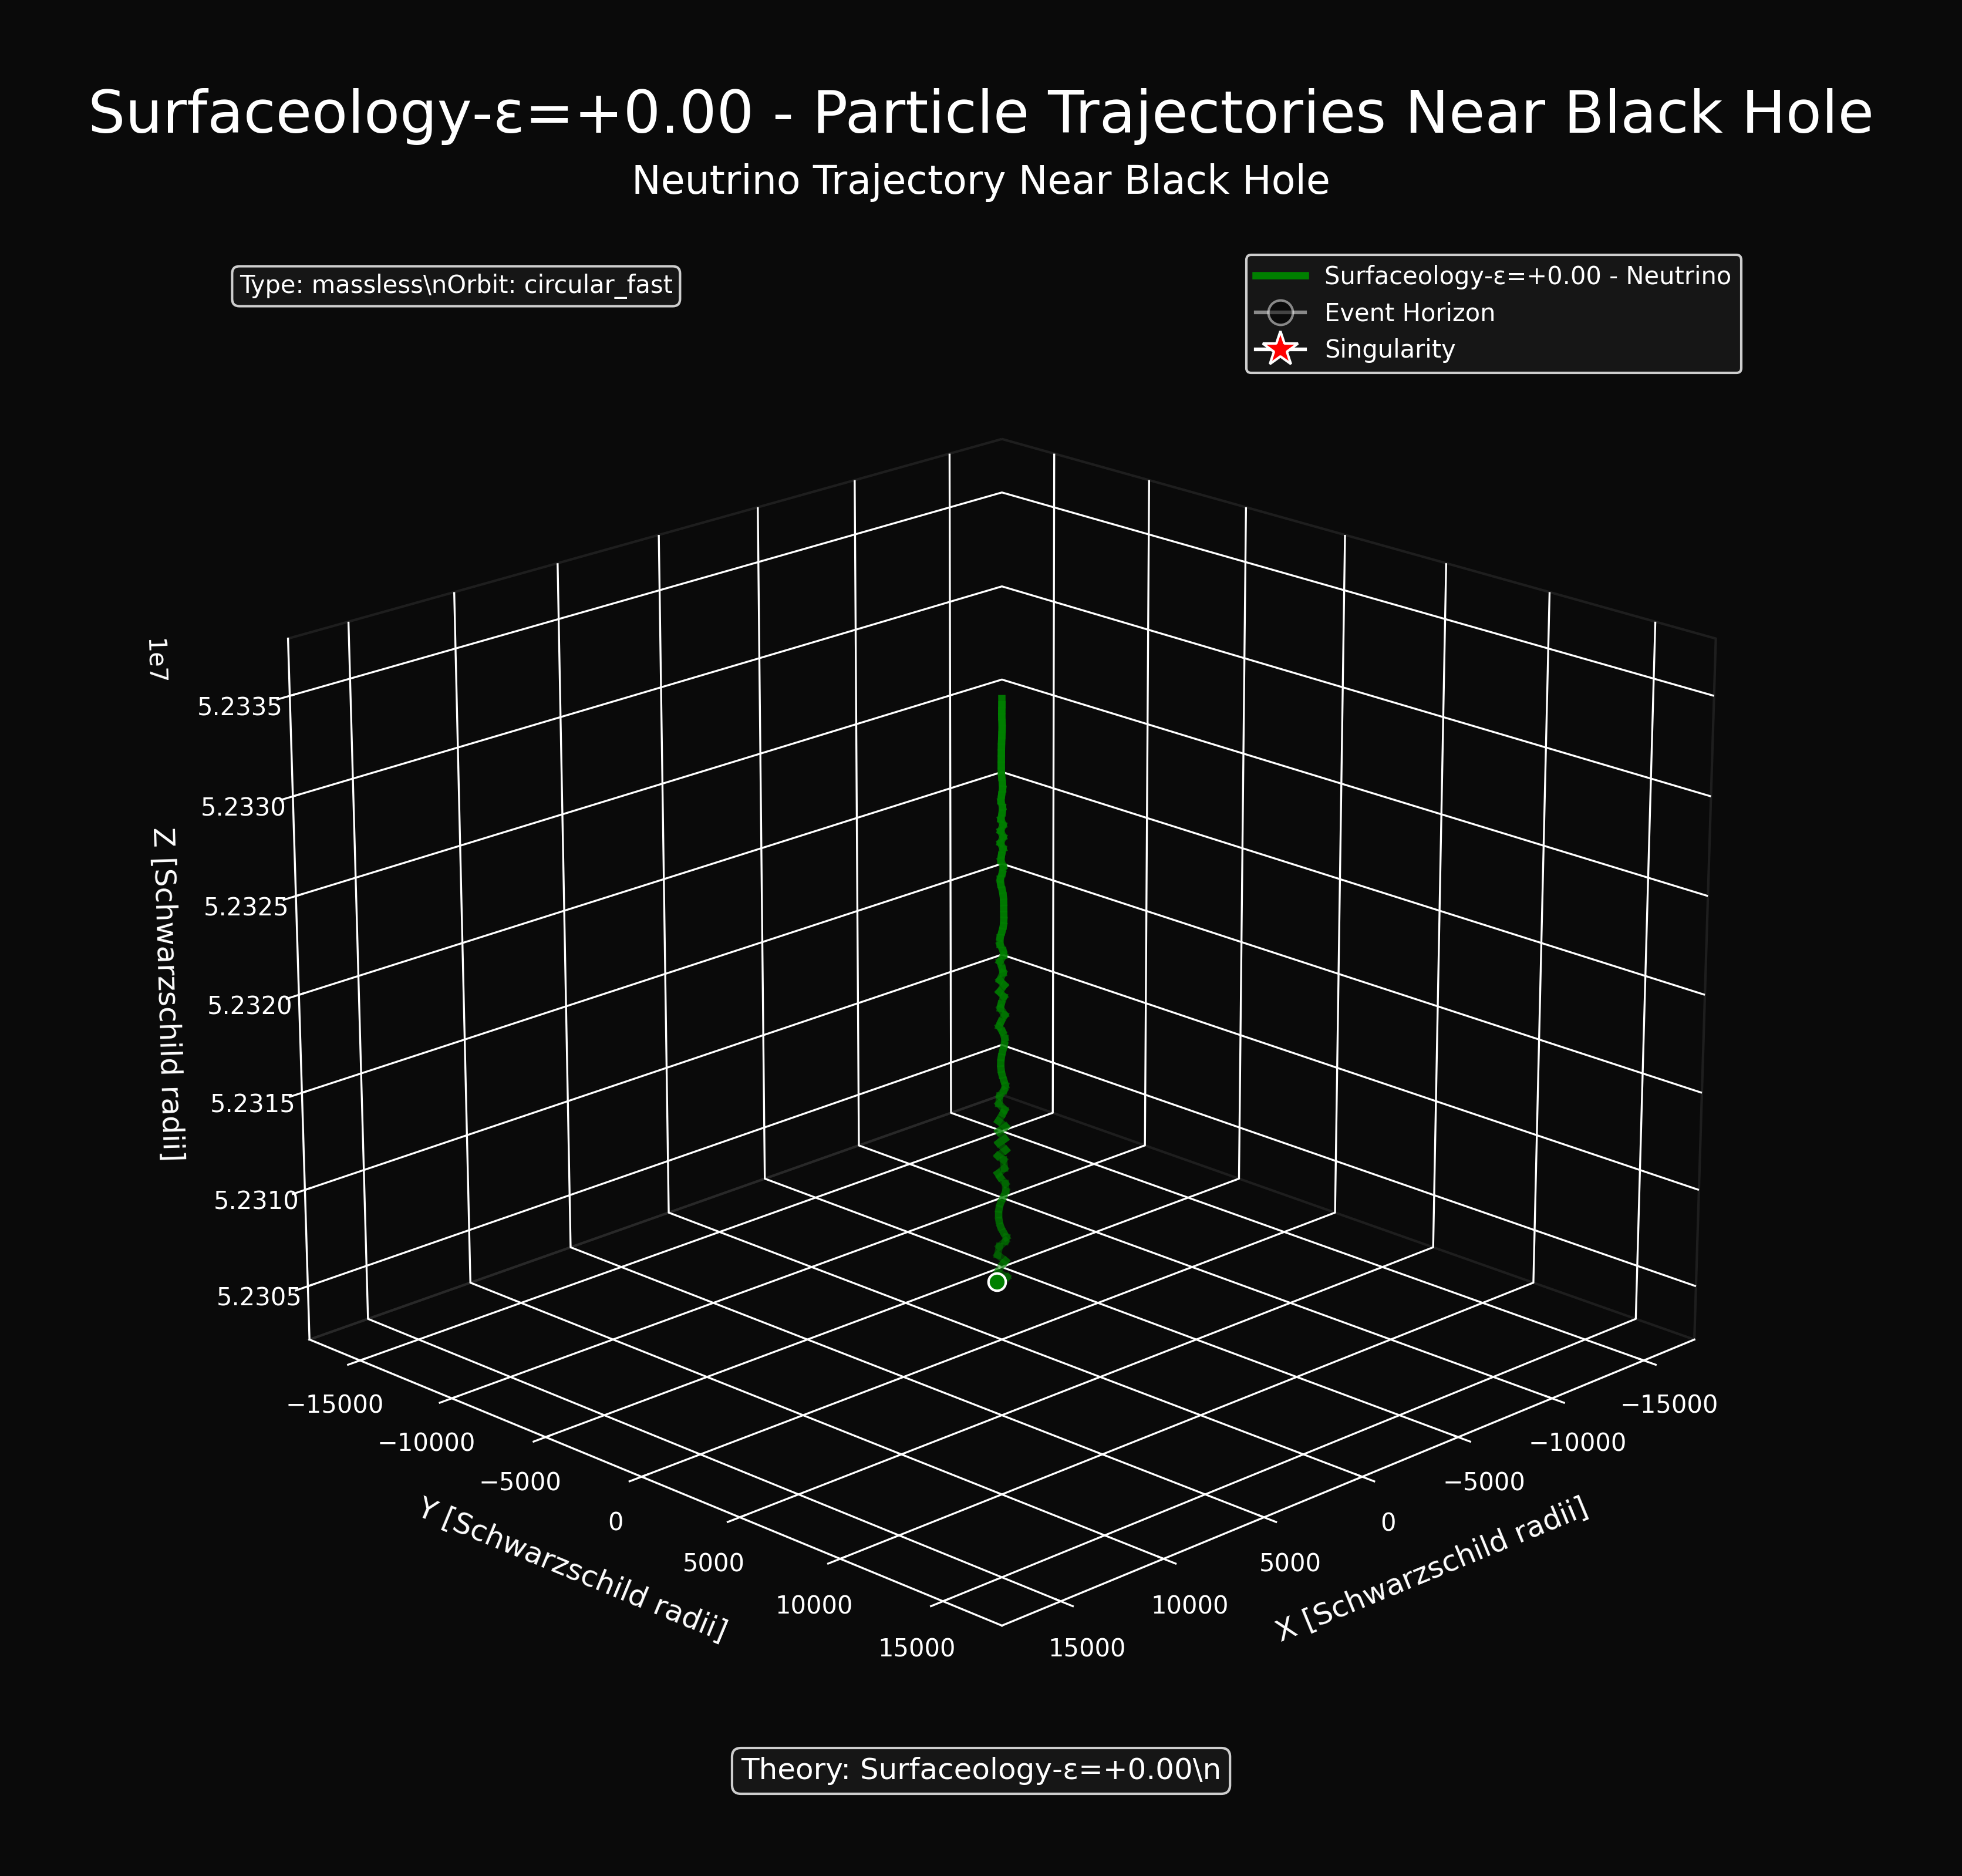 Surfaceology-ε=+0.00 - Particle Trajectories Near Black Hole
Neutrino Trajectory Near Black Hole
Type: massless\nOrbit: circular_fast
Surfaceology-ε=+0.00 - Neutrino
Event Horizon
Singularity
1e7
5.2335
5.2330
5.2325
5.2320
5.2315
5.2310
5.2305
Z [Schwarzschild radii]
−15000
−10000
−5000
0
5000
10000
15000
Y [Schwarzschild radii]
−15000
−10000
−5000
0
5000
10000
15000
X [Schwarzschild radii]
Theory: Surfaceology-ε=+0.00\n